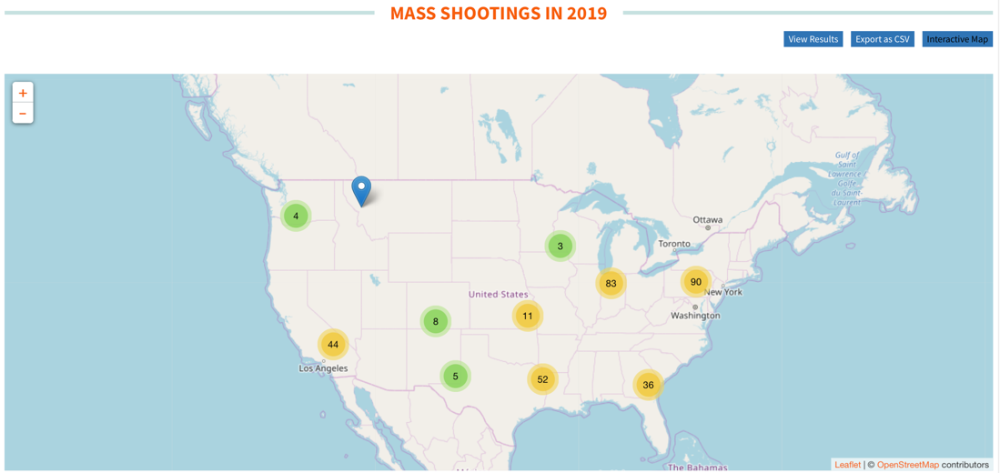 MASS SHOOTINGS IN 2019
View Results Export as CSV Interactive Map
+
−
Gulf of
Saint
Lawrence
Golfe
du Saint-
Laurent
4
3
Ottawa
Toronto
83
90
New York
United States
Washington
11
8
44
Los Angeles
5
52
36
The Bahamas
Leaflet | © OpenStreetMap contributors